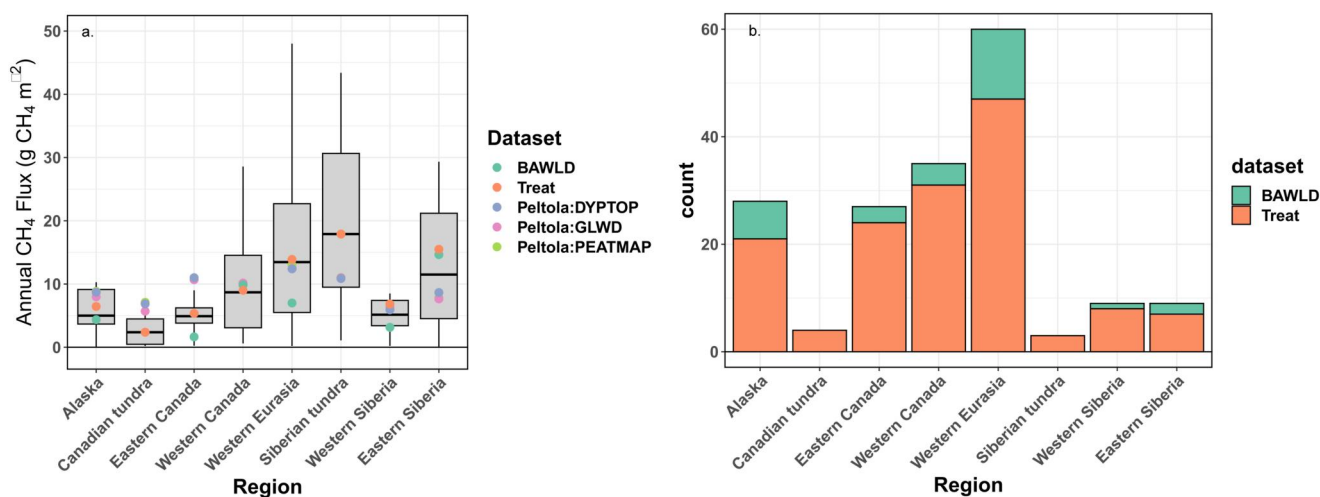 a.
Annual CH₄ Flux (g CH₄ m⁻²)
50
40
30
20
10
0
Alaska
Canadian tundra
Eastern Canada
Western Canada
Western Eurasia
Siberian tundra
Western Siberia
Eastern Siberia
Region
Dataset
BAWLD
Treat
Peltola:DYPTOP
Peltola:GLWD
Peltola:PEATMAP
b.
count
60
40
20
0
Alaska
Canadian tundra
Eastern Canada
Western Canada
Western Eurasia
Siberian tundra
Western Siberia
Eastern Siberia
Region
dataset
BAWLD
Treat